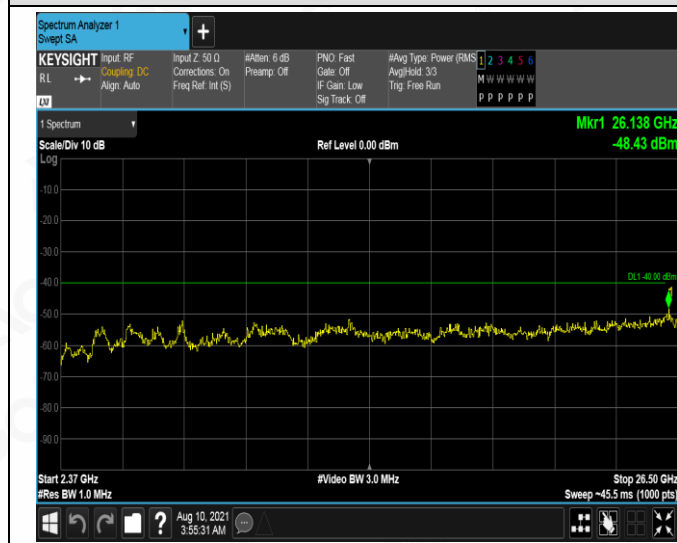 Spectrum Analyzer 1
Swept SA
+
KEYSIGHT
RL
Input: RF
Coupling: DC
Align: Auto
Input Z: 50 Ω
Corrections: On
Freq Ref: Int (S)
#Atten: 6 dB
Preamp: Off
PNO: Fast
Gate: Off
IF Gain: Low
Sig Track: Off
#Avg Type: Power (RMS
Avg|Hold: 3/3
Trig: Free Run
1 2 3 4 5 6
M W W W W W
P P P P P P
1 Spectrum
Mkr1 26.138 GHz
Scale/Div 10 dB
Ref Level 0.00 dBm
-48.43 dBm
Log
-10.0
-20.0
-30.0
DL1 -40.00 dBm
-40.0
1
-50.0
-60.0
-70.0
-80.0
-90.0
Start 2.37 GHz
#Video BW 3.0 MHz
Stop 26.50 GHz
#Res BW 1.0 MHz
Sweep ~45.5 ms (1000 pts)
?
Aug 10, 2021
3:55:31 AM